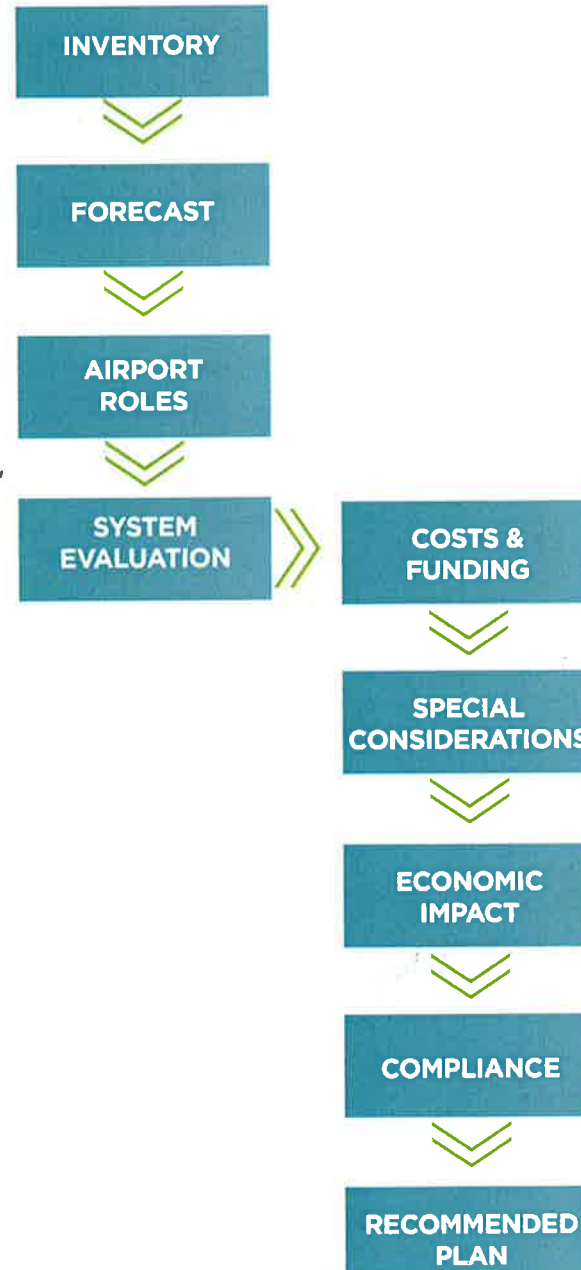 INVENTORY
FORECAST
AIRPORT
ROLES
SYSTEM
EVALUATION
COSTS &
FUNDING
SPECIAL
CONSIDERATIONS
ECONOMIC
IMPACT
COMPLIANCE
RECOMMENDED
PLAN